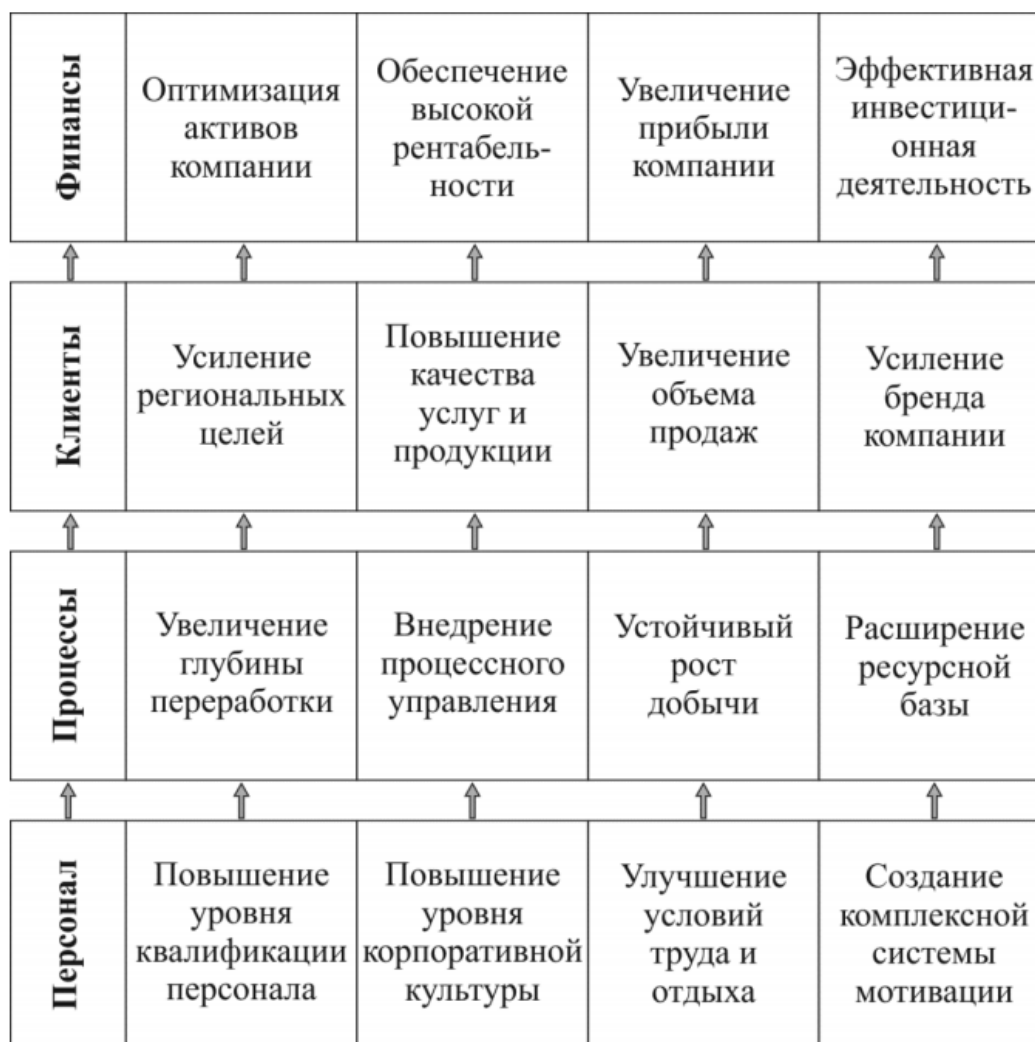 Финансы
Оптимизация
активов
компании
Обеспечение
высокой
рентабель-
ности
Увеличение
прибыли
компании
Эффективная
инвестици-
онная
деятельность
Клиенты
Усиление
региональных
целей
Повышение
качества
услуг и
продукции
Увеличение
объема
продаж
Усиление
бренда
компании
Процессы
Увеличение
глубины
переработки
Внедрение
процессного
управления
Устойчивый
рост
добычи
Расширение
ресурсной
базы
Персонал
Повышение
уровня
квалификации
персонала
Повышение
уровня
корпоративной
культуры
Улучшение
условий
труда и
отдыха
Создание
комплексной
системы
мотивации